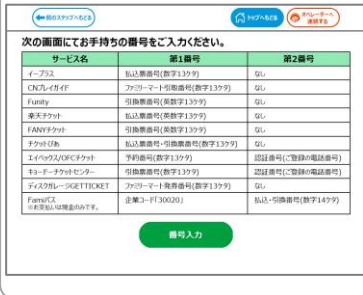 前のステップへもどる
トップへもどる
オペレーターへ
連絡する
次の画面にてお手持ちの番号をご入力ください。
サービス名 第1番号 第2番号
イープラス 払込票番号(数字13ケタ) なし
CNプレイガイド ファミリーマート引取番号(数字13ケタ) なし
Funity 引換票番号(英数字13ケタ) なし
楽天チケット 払込票番号(英数字13ケタ) なし
FANYチケット 引換票番号(英数字13ケタ) なし
チケットぴあ 払込票番号・引換票番号(数字13ケタ) なし
エイベックス/OFCチケット 予約番号(数字13ケタ) 認証番号(ご登録の電話番号)
キョードーチケットセンター 引換票番号(数字13ケタ) 認証番号(ご登録の電話番号)
ディスクガレージGETTICKET ファミリーマート発券番号(数字13ケタ) なし
Famiパス 企業コード「30020」 払込・引換票番号(数字14ケタ)
※お支払いは現金のみです。
番号入力